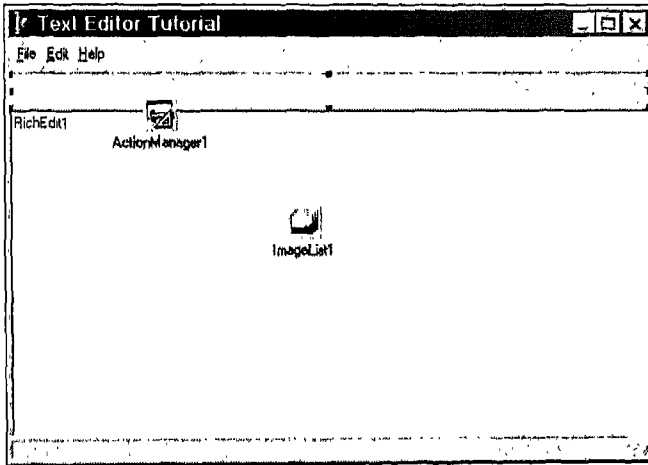 Text Editor Tutorial
File Edit Help
RichEdit1
ActionManager1
ImageList1